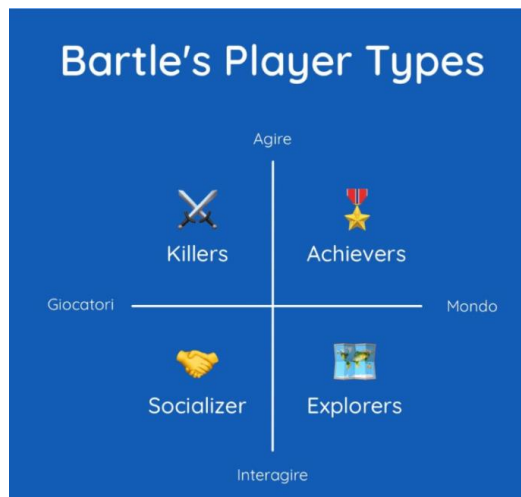 Bartle's Player Types
Agire
Killers
Achievers
Giocatori
Mondo
Socializer
Explorers
Interagire